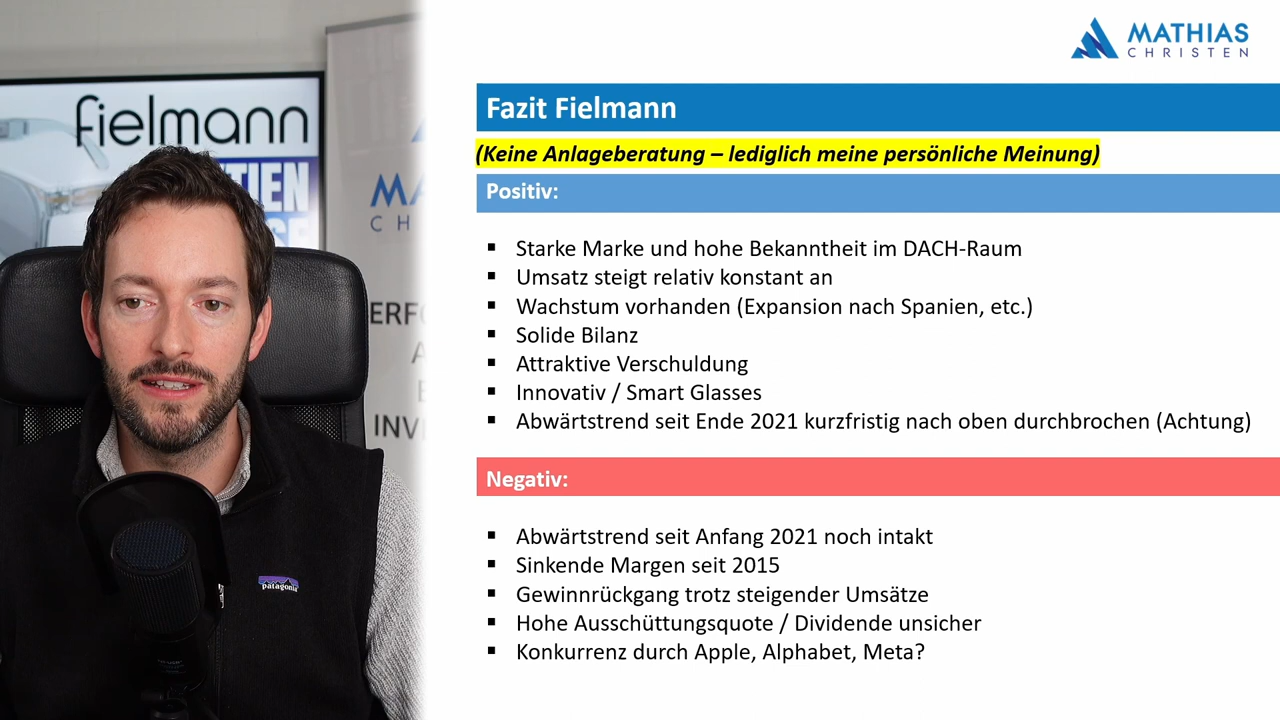 MATHIAS
CHRISTEN
fielmann
Fazit Fielmann
(Keine Anlageberatung – lediglich meine persönliche Meinung)
Positiv:
▪ Starke Marke und hohe Bekanntheit im DACH-Raum
▪ Umsatz steigt relativ konstant an
▪ Wachstum vorhanden (Expansion nach Spanien, etc.)
▪ Solide Bilanz
▪ Attraktive Verschuldung
▪ Innovativ / Smart Glasses
▪ Abwärtstrend seit Ende 2021 kurzfristig nach oben durchbrochen (Achtung)
Negativ:
▪ Abwärtstrend seit Anfang 2021 noch intakt
▪ Sinkende Margen seit 2015
▪ Gewinnrückgang trotz steigender Umsätze
▪ Hohe Ausschüttungsquote / Dividende unsicher
▪ Konkurrenz durch Apple, Alphabet, Meta?
patagonia